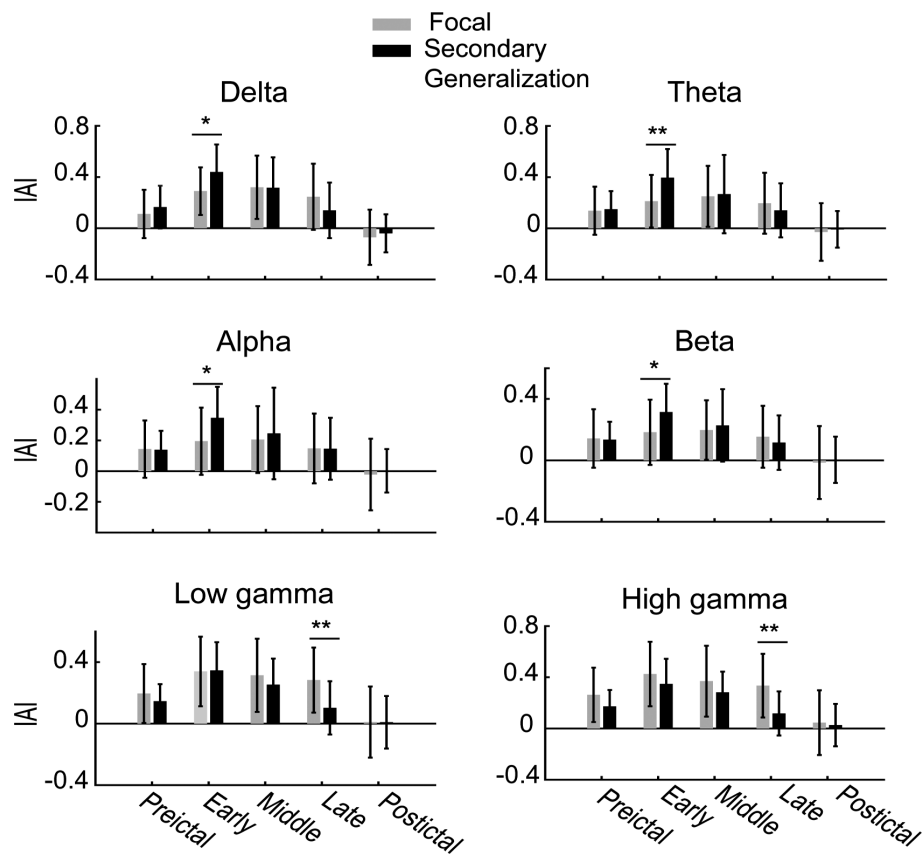 Focal
Secondary
Generalization
Delta
Theta
0.8
0.4
0
-0.4
IAI
*
0.8
0.4
0
-0.4
**
Alpha
Beta
0.4
0.2
0
-0.2
IAI
*
0.4
0
-0.4
*
Low gamma
High gamma
0.4
0
-0.4
IAI
**
0.8
0.4
0
-0.4
**
Preictal
Early
Middle
Late
Postictal
Preictal
Early
Middle
Late
Postictal